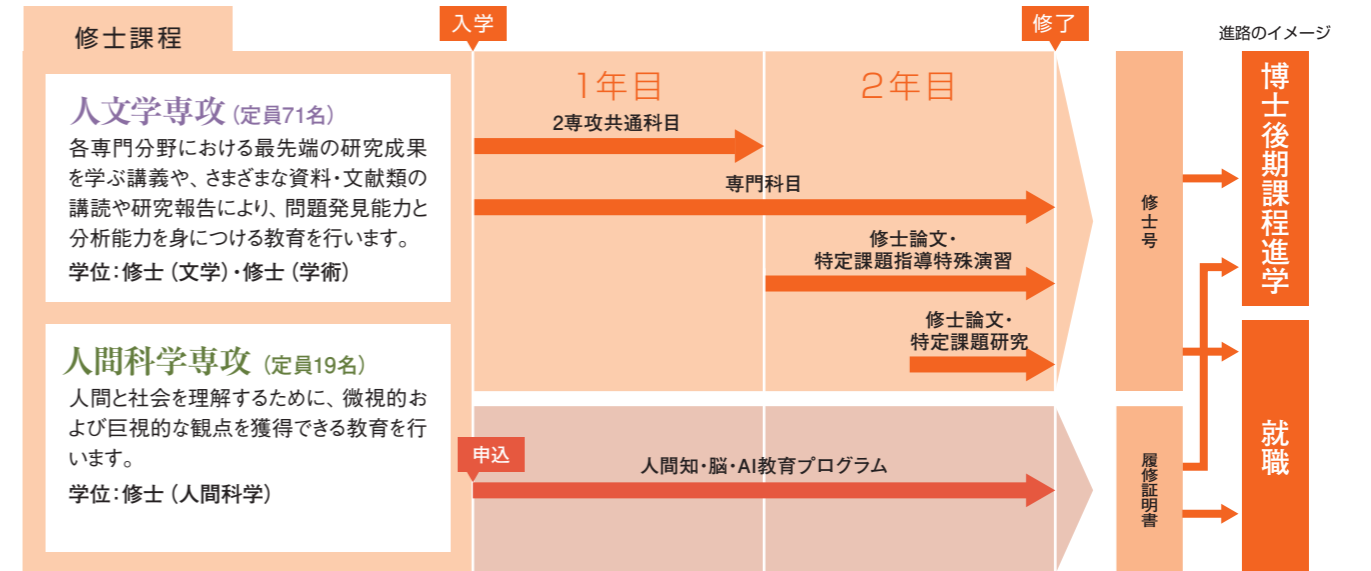 修士課程
人文学専攻（定員71名）
各専門分野における最先端の研究成果
を学ぶ講義や、さまざまな資料・文献類の
講読や研究報告により、問題発見能力と
分析能力を身につける教育を行います。
学位：修士（文学）・修士（学術）
人間科学専攻（定員19名）
人間と社会を理解するために、微視的お
よび巨視的な観点を獲得できる教育を行
います。
学位：修士（人間科学）
入学
修了
1年目
2年目
2専攻共通科目
専門科目
修士論文・
特定課題指導特殊演習
修士論文・
特定課題研究
申込
人間知・脳・AI教育プログラム
修士号
履修証明書
進路のイメージ
博士後期課程進学
就職